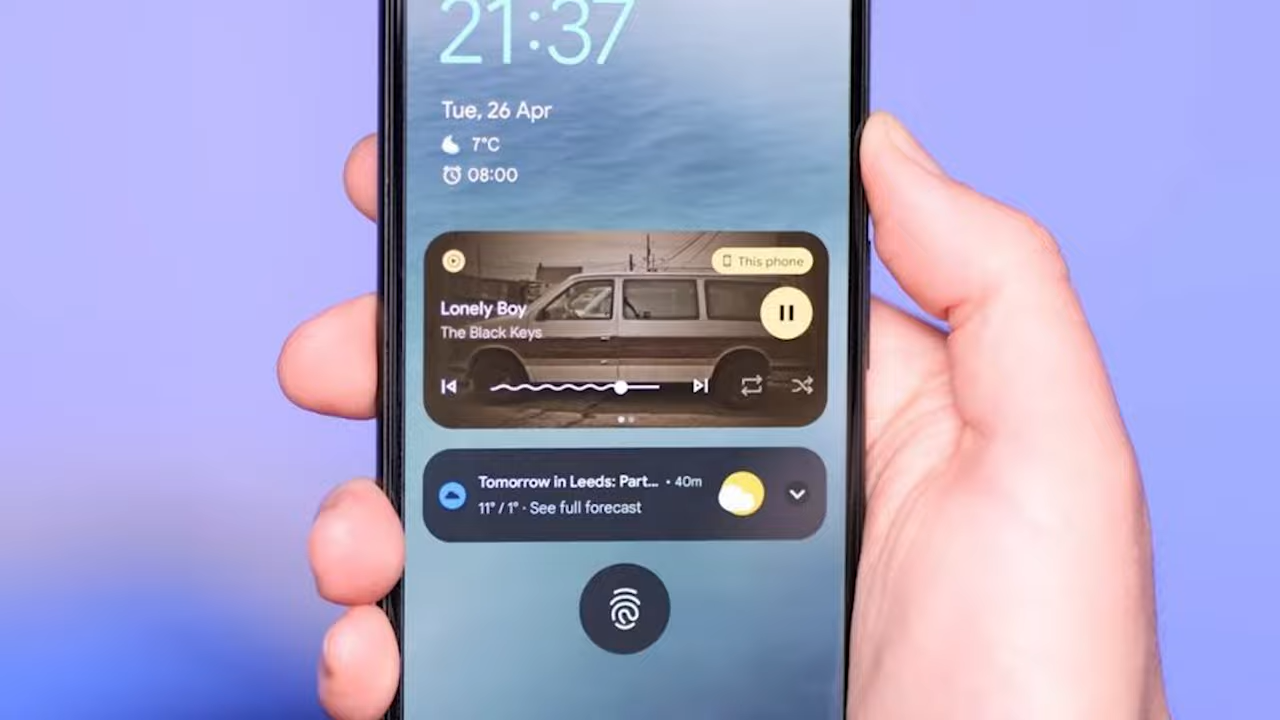 21:37
Tue, 26 Apr
7°C
08:00
This phone
Lonely Boy
The Black Keys
Tomorrow in Leeds: Part... • 40m
11° / 1° · See full forecast